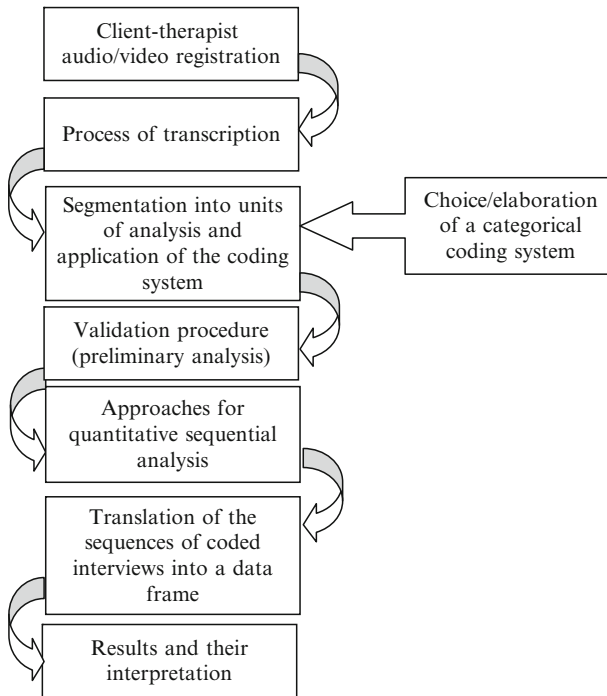 Client-therapist
audio/video registration
Process of transcription
Segmentation into units
of analysis and
application of the coding
system
Choice/elaboration
of a categorical
coding system
Validation procedure
(preliminary analysis)
Approaches for
quantitative sequential
analysis
Translation of the
sequences of coded
interviews into a data
frame
Results and their
interpretation